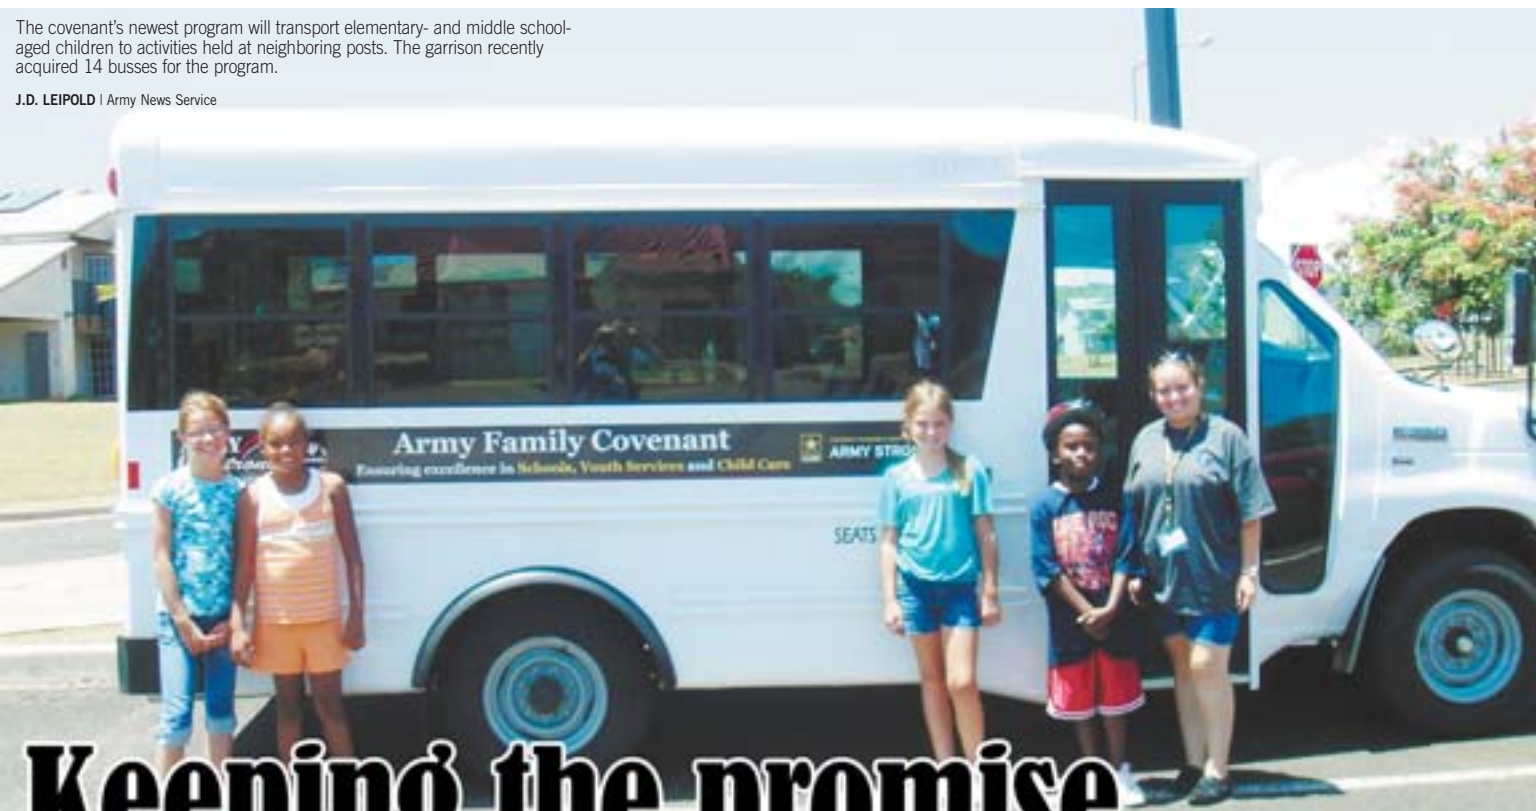 The covenant's newest program will transport elementary- and middle school-
aged children to activities held at neighboring posts. The garrison recently
acquired 14 busses for the program.
J.D. LEIPOLD | Army News Service
STOP
Army Family Covenant
ARMY STRO
Ensuring excellence in Schools, Youth Services and Child Care
SEATS
Keeping the promise